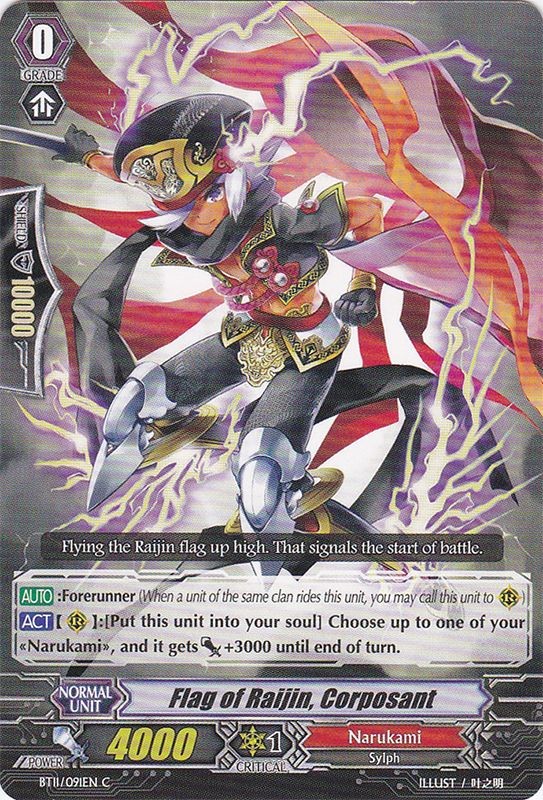 0
GRADE
SHIELD 10000
Flying the Raijin flag up high. That signals the start of battle.
AUTO :Forerunner (When a unit of the same clan rides this unit, you may call this unit to R)
ACT【R】:[Put this unit into your soul] Choose up to one of your
«Narukami», and it gets +3000 until end of turn.
NORMAL
UNIT
Flag of Raijin, Corposant
POWER 4000
1
CRITICAL
Narukami
Sylph
BT11/091EN C
ILLUST / 叶之明